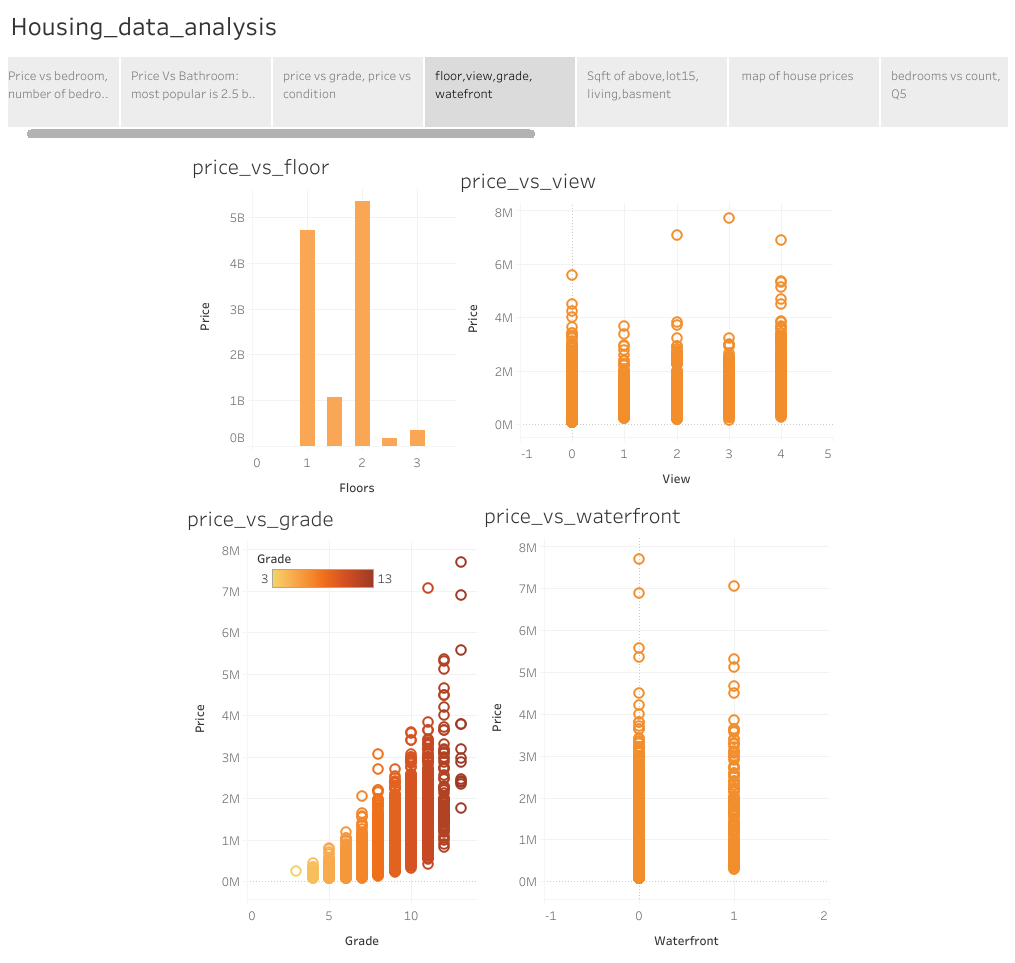 Housing_data_analysis
Price vs bedroom,
number of bedro..
Price Vs Bathroom:
most popular is 2.5 b..
price vs grade, price vs
condition
floor,view,grade,
watefront
Sqft of above,lot15,
living,basment
map of house prices
bedrooms vs count,
Q5
price_vs_floor
5B
4B
3B
2B
1B
0B
Price
0 1 2 3
Floors
price_vs_view
8M
6M
4M
2M
0M
Price
-1 0 1 2 3 4 5
View
price_vs_grade
Grade
3 13
8M
7M
6M
5M
4M
3M
2M
1M
0M
Price
0 5 10
Grade
price_vs_waterfront
8M
7M
6M
5M
4M
3M
2M
1M
0M
Price
-1 0 1 2
Waterfront